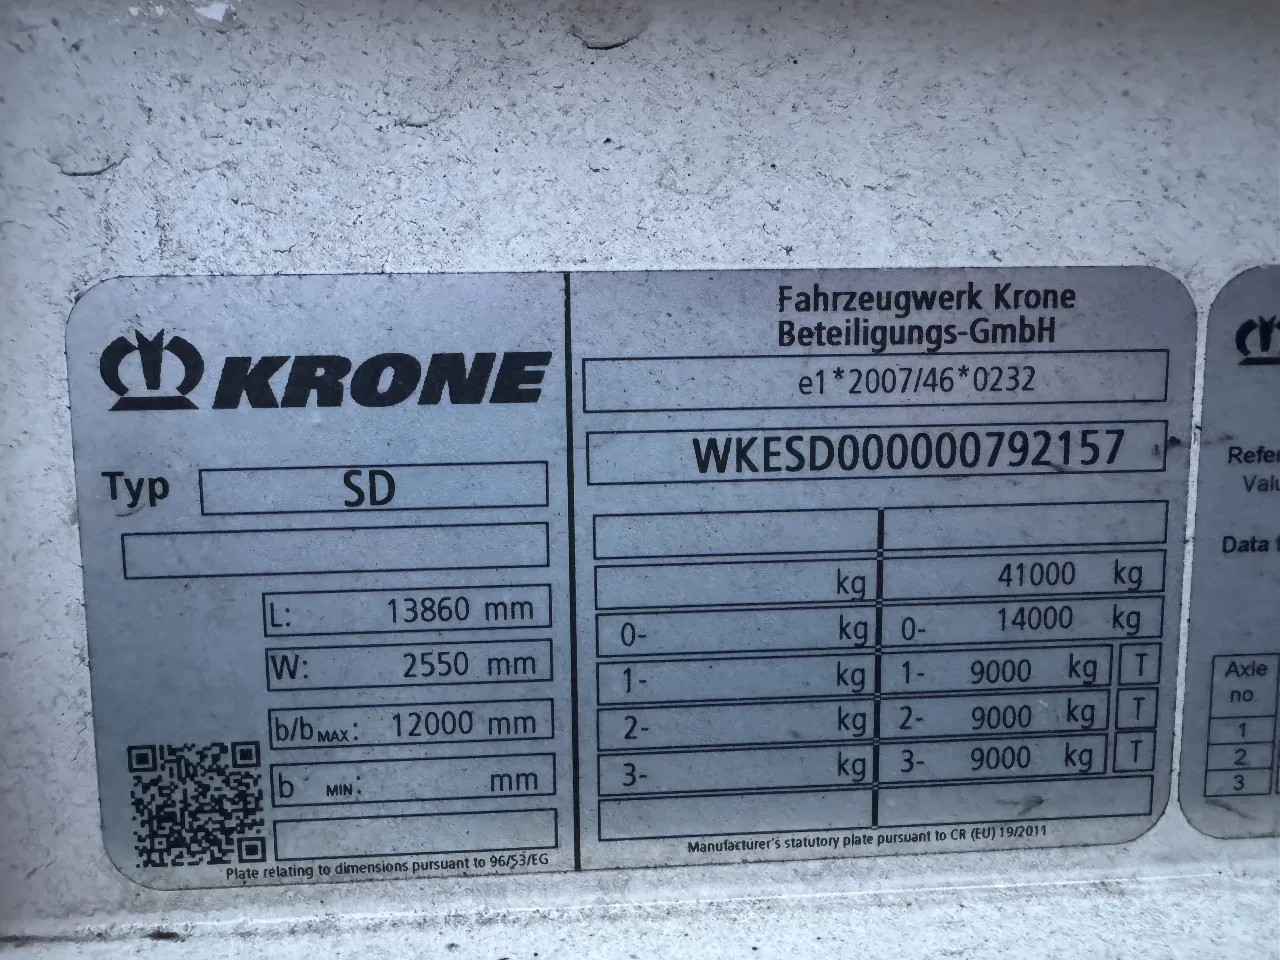 KRONE
Typ SD
L: 13860 mm
W: 2550 mm
b/b MAX: 12000 mm
b MIN: mm
Plate relating to dimensions pursuant to 96/53/EG
Fahrzeugwerk Krone
Beteiligungs-GmbH
e1*2007/46*0232
WKESD000000792157
kg 41000 kg
0- kg 0- 14000 kg
1- kg 1- 9000 kg T
2- kg 2- 9000 kg T
3- kg 3- 9000 kg T
Manufacturer's statutory plate pursuant to CR (EU) 19/2011
Data
Axle
no
1
2
3